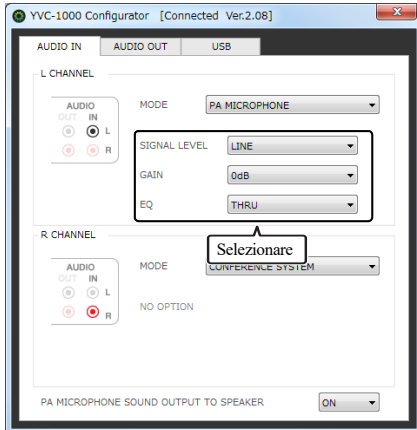 YVC-1000 Configurator [Connected Ver.2.08]
x
AUDIO IN AUDIO OUT USB
L CHANNEL
AUDIO
OUT IN
L
R
MODE PA MICROPHONE
SIGNAL LEVEL LINE
GAIN 0dB
EQ THRU
Selezionare
R CHANNEL
AUDIO
OUT IN
L
R
MODE CONFERENCE SYSTEM
NO OPTION
PA MICROPHONE SOUND OUTPUT TO SPEAKER ON